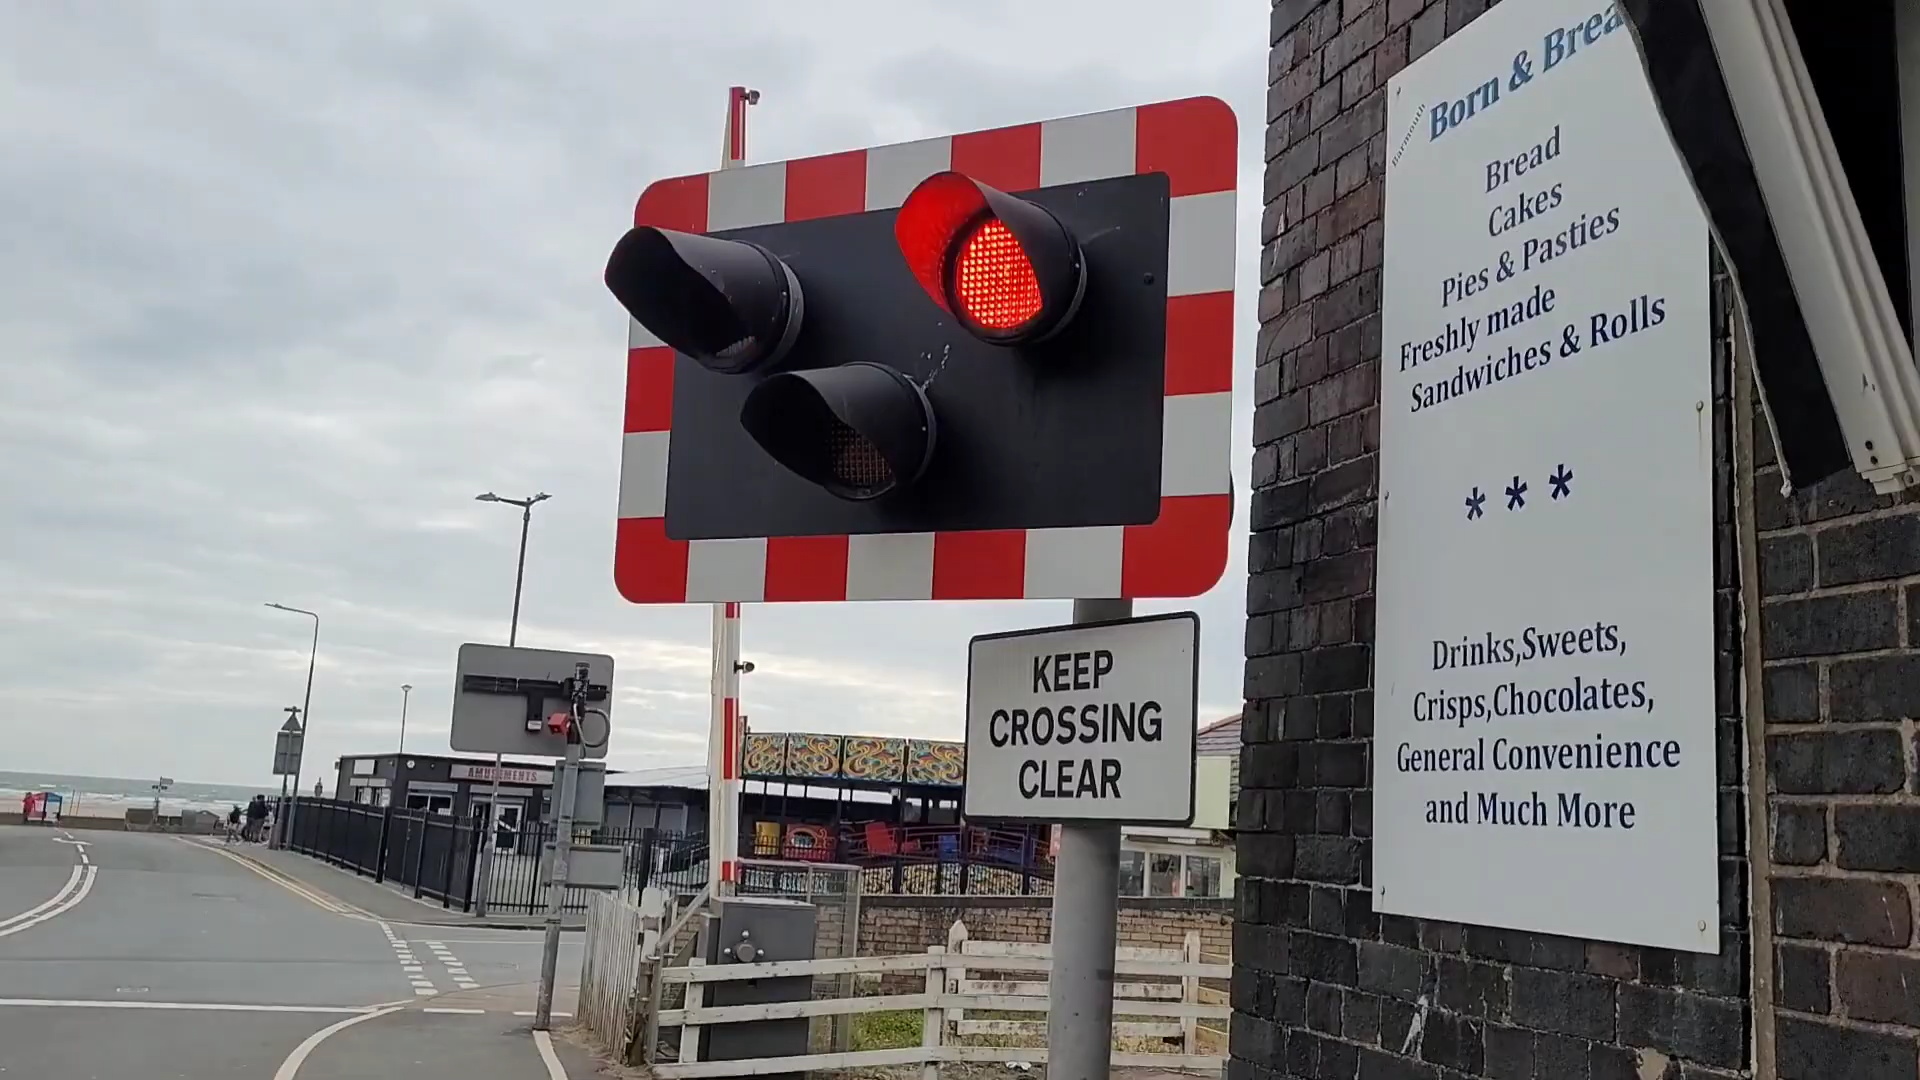 KEEP
CROSSING
CLEAR
Barmouth
Born & Brea
Bread
Cakes
Pies & Pasties
Freshly made
Sandwiches & Rolls
* * *
Drinks,Sweets,
Crisps,Chocolates,
General Convenience
and Much More
AMUSEMENTS